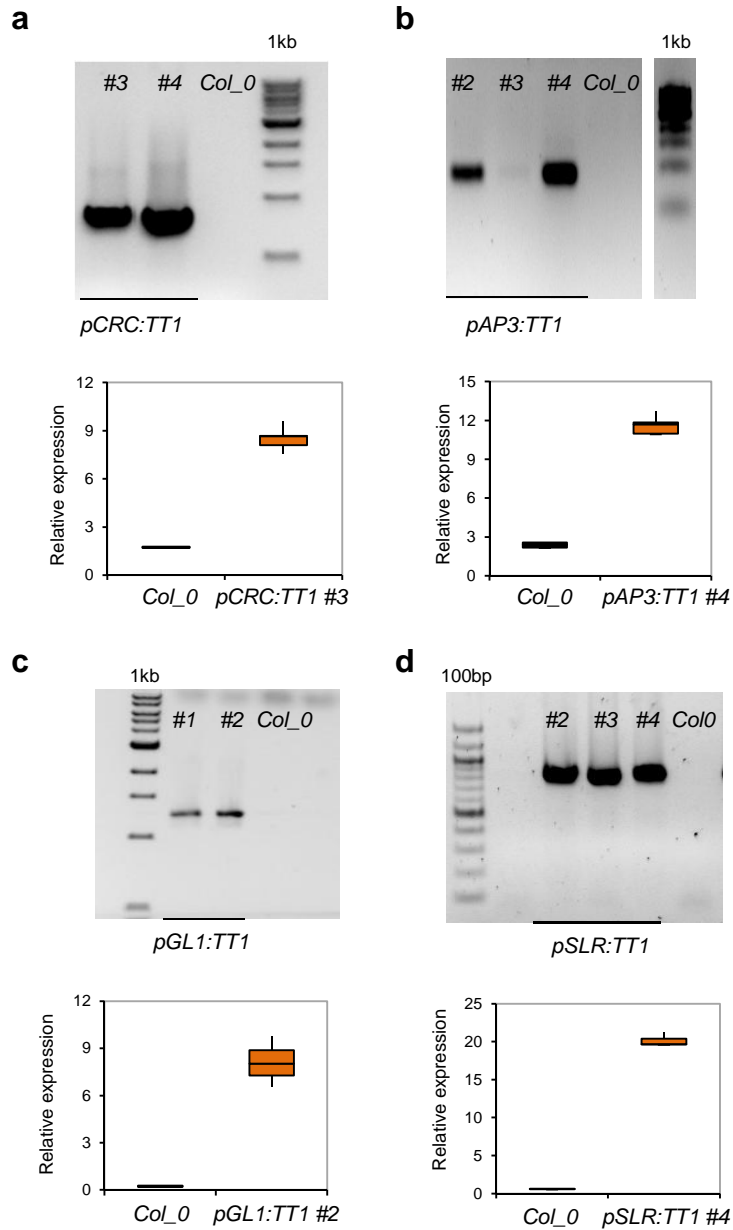 a
1kb
#3 #4 Col_0
pCRC:TT1
12
9
6
3
0
Relative expression
Col_0 pCRC:TT1 #3
b
1kb
#2 #3 #4 Col_0
pAP3:TT1
15
12
9
6
3
0
Relative expression
Col_0 pAP3:TT1 #4
c
1kb
#1 #2 Col_0
pGL1:TT1
12
9
6
3
0
Relative expression
Col_0 pGL1:TT1 #2
d
100bp
#2 #3 #4 Col0
pSLR:TT1
25
20
15
10
5
0
Relative expression
Col_0 pSLR:TT1 #4